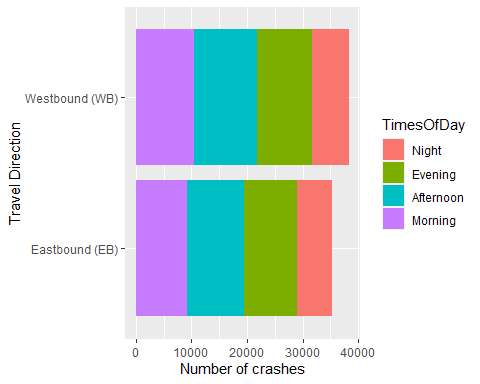 Travel Direction
Westbound (WB)
Eastbound (EB)
0 10000 20000 30000 40000
Number of crashes
TimesOfDay
Night
Evening
Afternoon
Morning